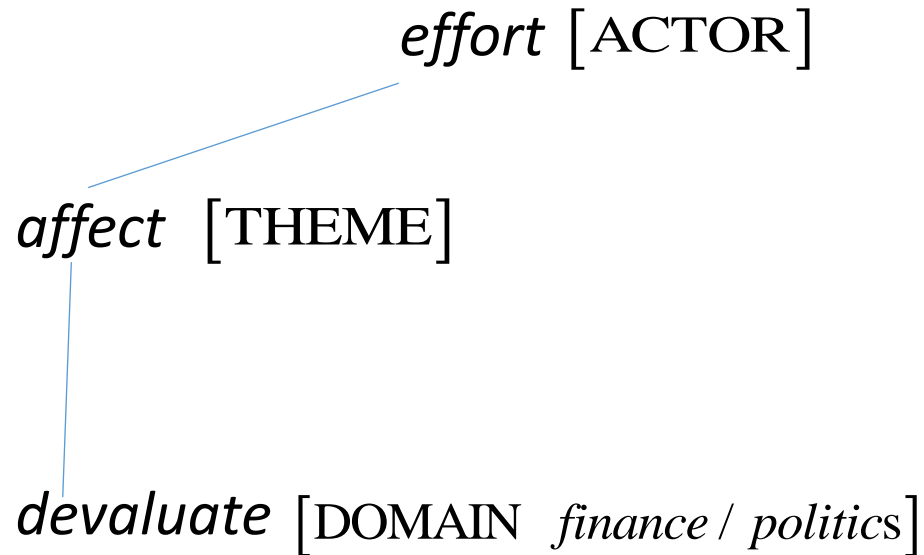 effort [ACTOR]
affect [THEME]
devaluate [DOMAIN finance / politics]